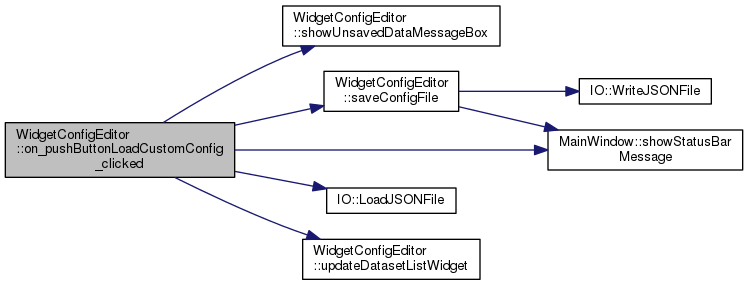 WidgetConfigEditor
::showUnsavedDataMessageBox
WidgetConfigEditor
::saveConfigFile
IO::WriteJSONFile
WidgetConfigEditor
::on_pushButtonLoadCustomConfig
_clicked
MainWindow::showStatusBar
Message
IO::LoadJSONFile
WidgetConfigEditor
::updateDatasetListWidget